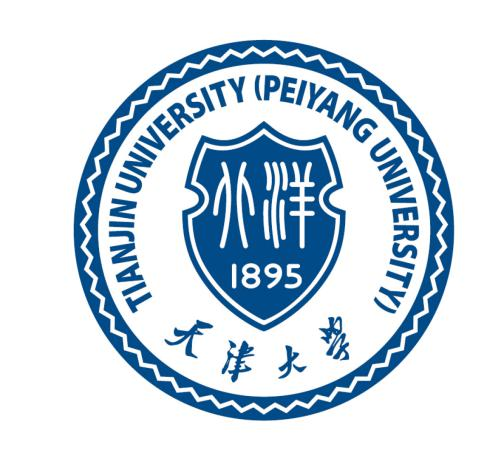 TIANJIN UNIVERSITY (PEIYANG UNIVERSITY)
北洋
1895
天津大学